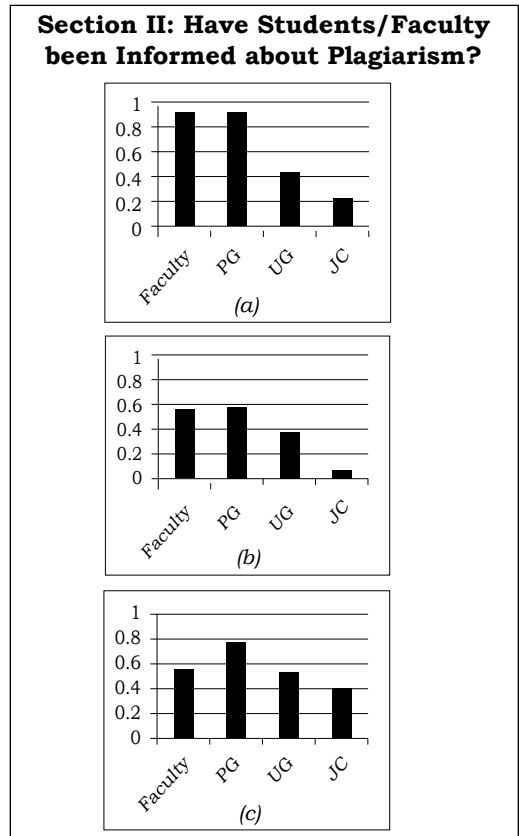 Section II: Have Students/Faculty
been Informed about Plagiarism?
1
0.8
0.6
0.4
0.2
0
Faculty
PG
UG
JC
(a)
1
0.8
0.6
0.4
0.2
0
Faculty
PG
UG
JC
(b)
1
0.8
0.6
0.4
0.2
0
Faculty
PG
UG
JC
(c)